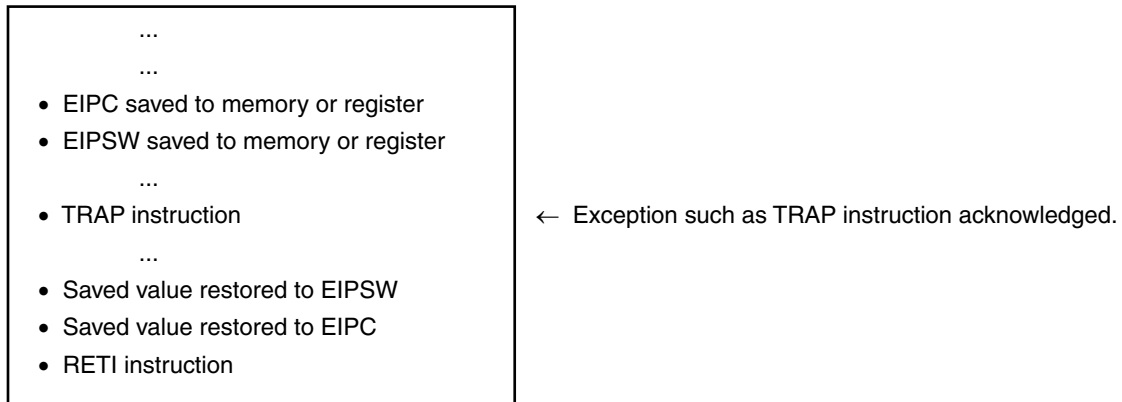 ...
...
• EIPC saved to memory or register
• EIPSW saved to memory or register
...
• TRAP instruction ← Exception such as TRAP instruction acknowledged.
...
• Saved value restored to EIPSW
• Saved value restored to EIPC
• RETI instruction